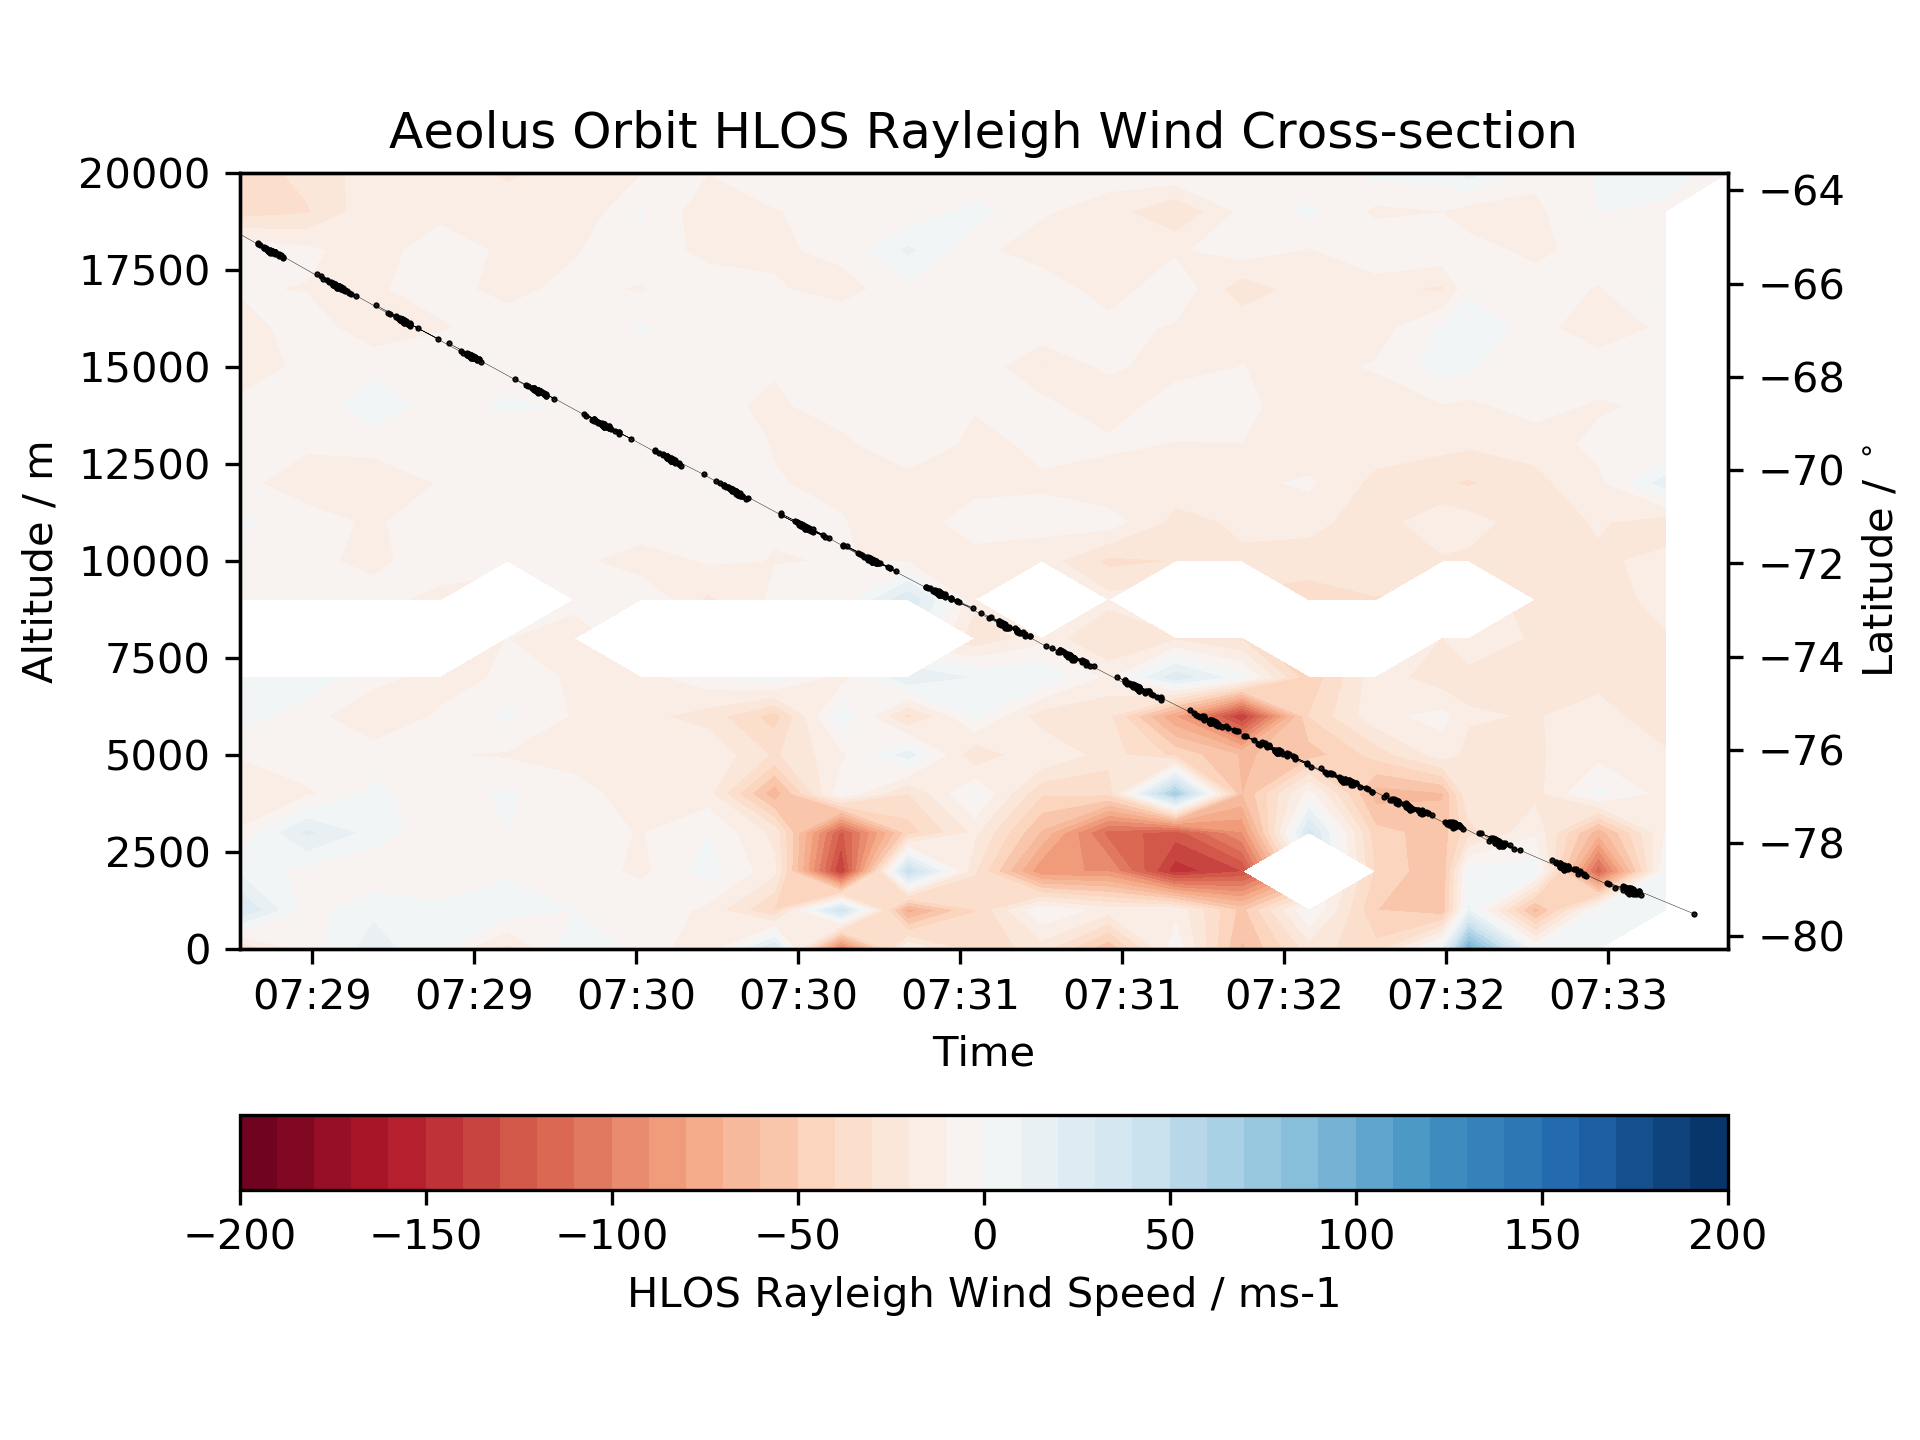 Aeolus Orbit HLOS Rayleigh Wind Cross-section
20000
17500
15000
12500
10000
7500
5000
2500
0
Altitude / m
−64
−66
−68
−70
−72
−74
−76
−78
−80
Latitude / °
07:29 07:29 07:30 07:30 07:31 07:31 07:32 07:32 07:33
Time
−200 −150 −100 −50 0 50 100 150 200
HLOS Rayleigh Wind Speed / ms-1